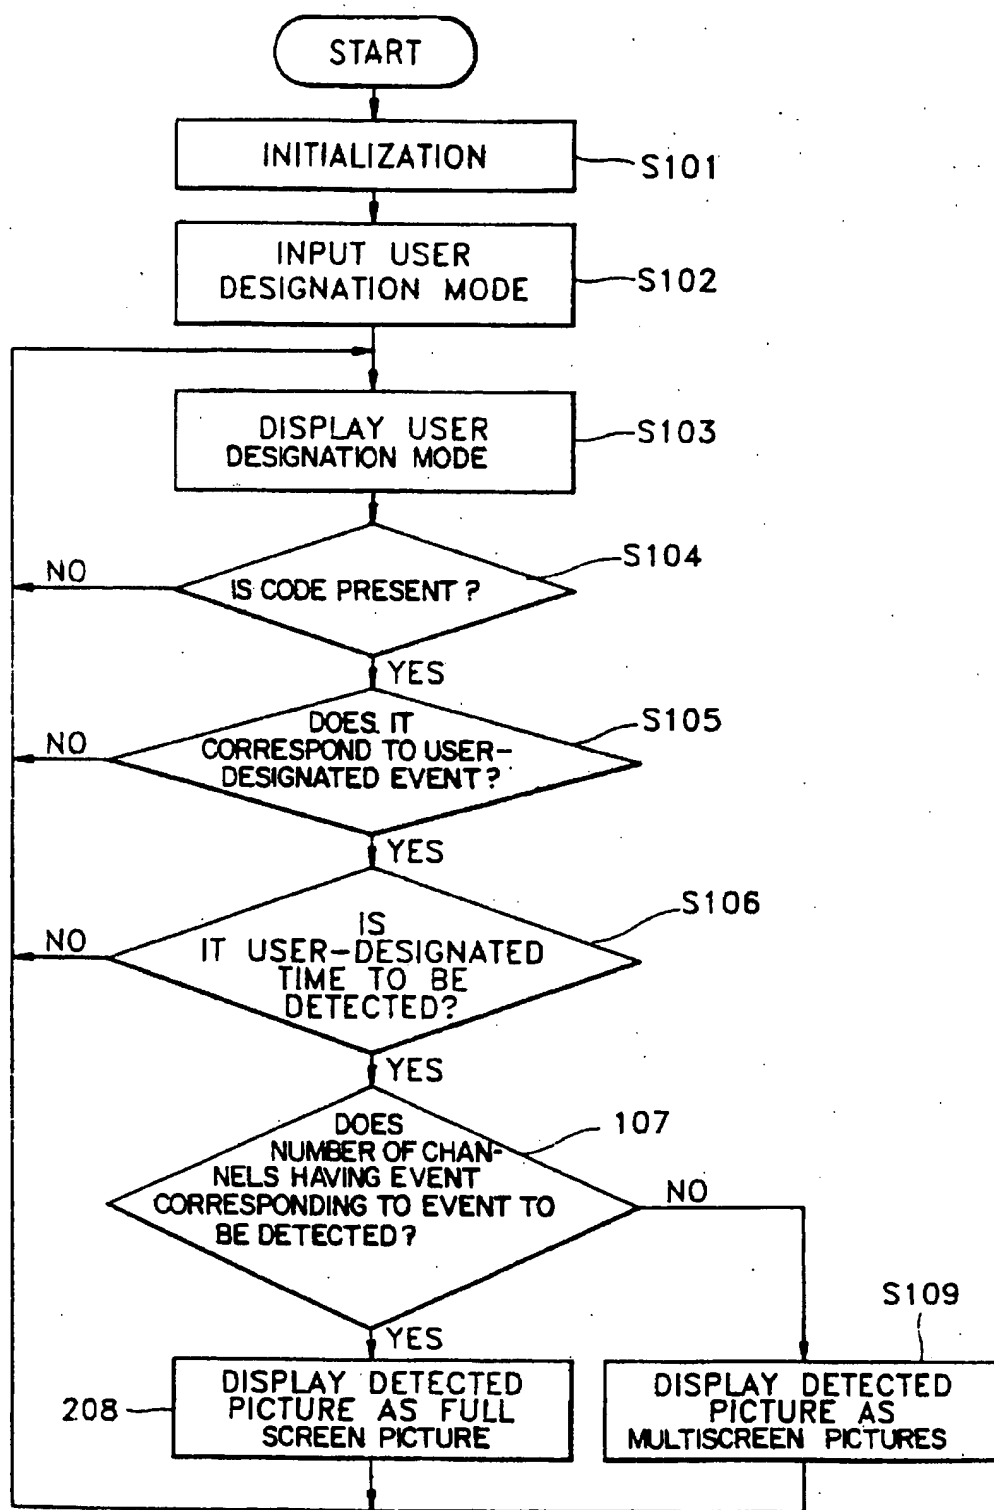 START
INITIALIZATION
S101
INPUT USER
DESIGNATION MODE
S102
DISPLAY USER
DESIGNATION MODE
S103
IS CODE PRESENT?
S104
NO
YES
DOES IT
CORRESPOND TO USER-
DESIGNATED EVENT?
S105
NO
YES
IS
IT USER-DESIGNATED
TIME TO BE
DETECTED?
S106
NO
YES
DOES
NUMBER OF CHAN-
NELS HAVING EVENT
CORRESPONDING TO EVENT TO
BE DETECTED?
107
NO
YES
S109
DISPLAY DETECTED
PICTURE AS FULL
SCREEN PICTURE
208
DISPLAY DETECTED
PICTURE AS
MULTISCREEN PICTURES